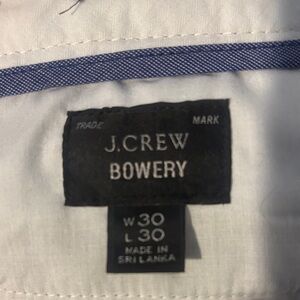 TRADE MARK
J.CREW
BOWERY
W 30
L 30
MADE IN
SRI LANKA